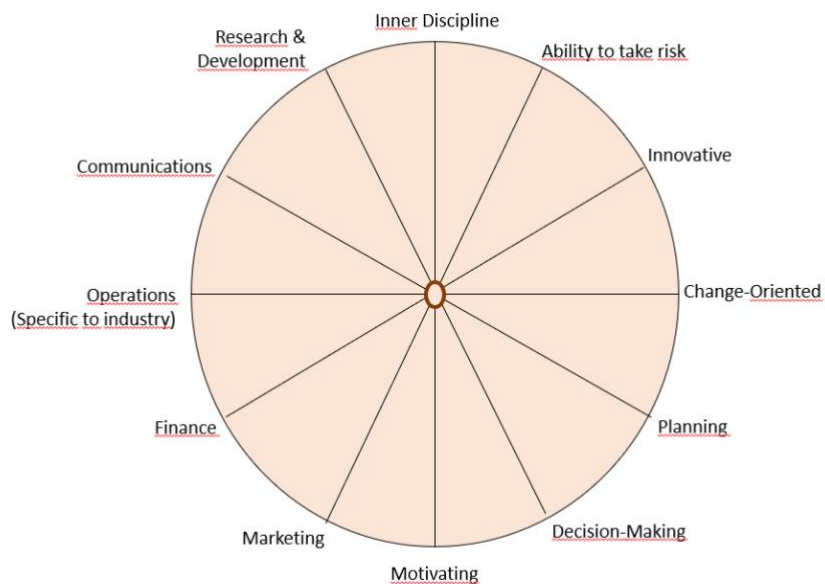 Inner Discipline
Ability to take risk
Innovative
Change-Oriented
Planning
Decision-Making
Motivating
Marketing
Finance
Operations
(Specific to industry)
Communications
Research &
Development